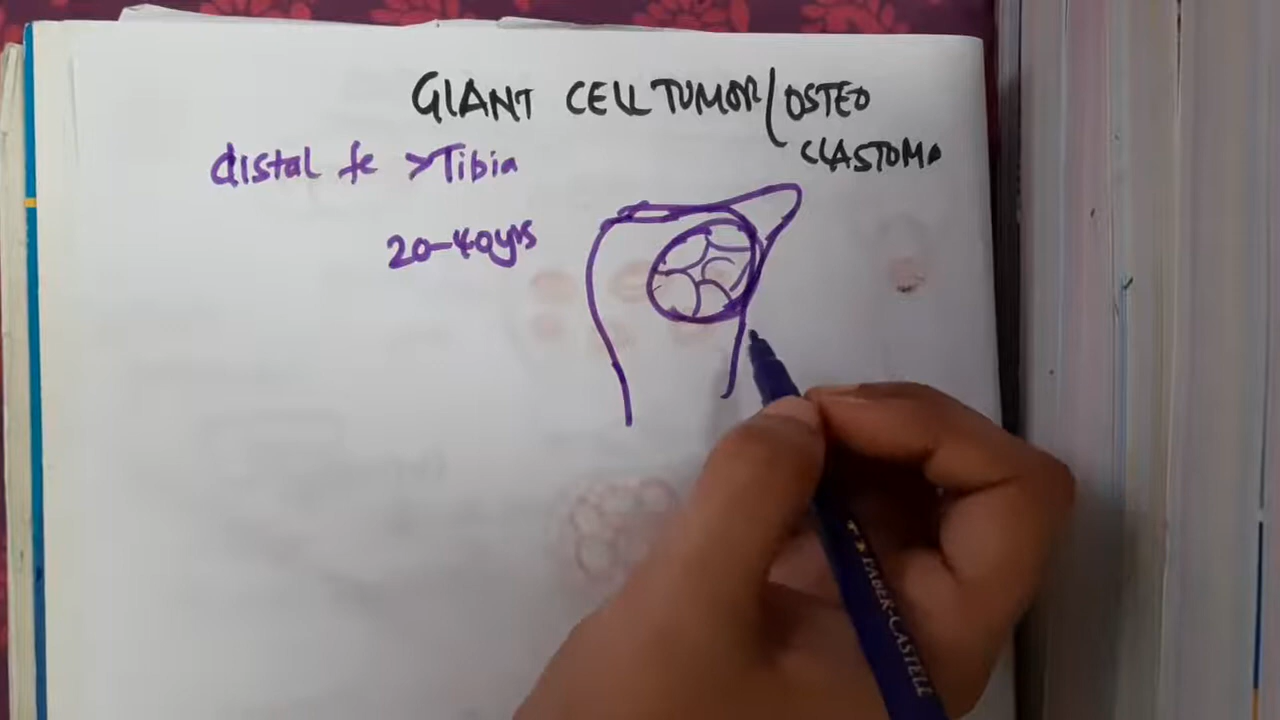 GIANT CELL TUMOR/OSTEO
CLASTOMA
distal fe >Tibia
20-40yrs
FABER-CASTELL